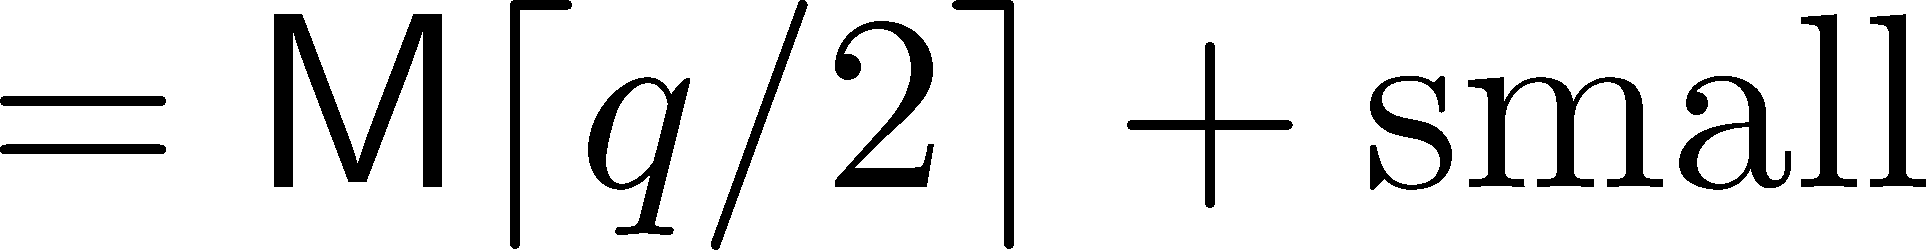 = M⌈q/2⌉ + small